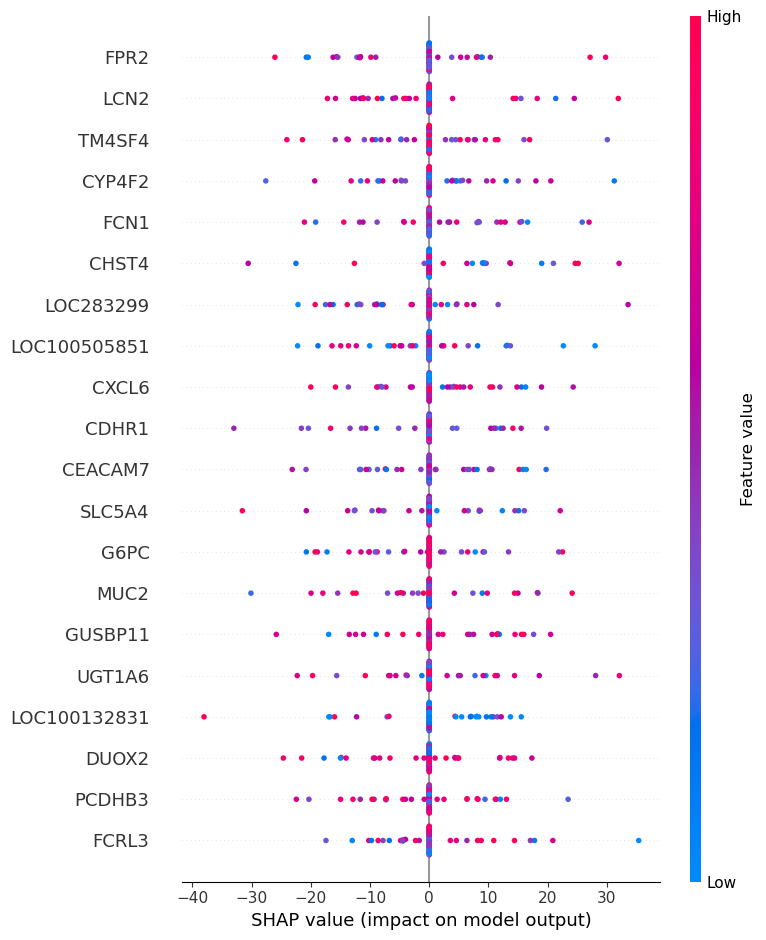 High
FPR2
LCN2
TM4SF4
CYP4F2
FCN1
CHST4
LOC283299
LOC100505851
CXCL6
CDHR1
CEACAM7
SLC5A4
G6PC
MUC2
GUSBP11
UGT1A6
LOC100132831
DUOX2
PCDHB3
FCRL3
Feature value
Low
−40 −30 −20 −10 0 10 20 30
SHAP value (impact on model output)